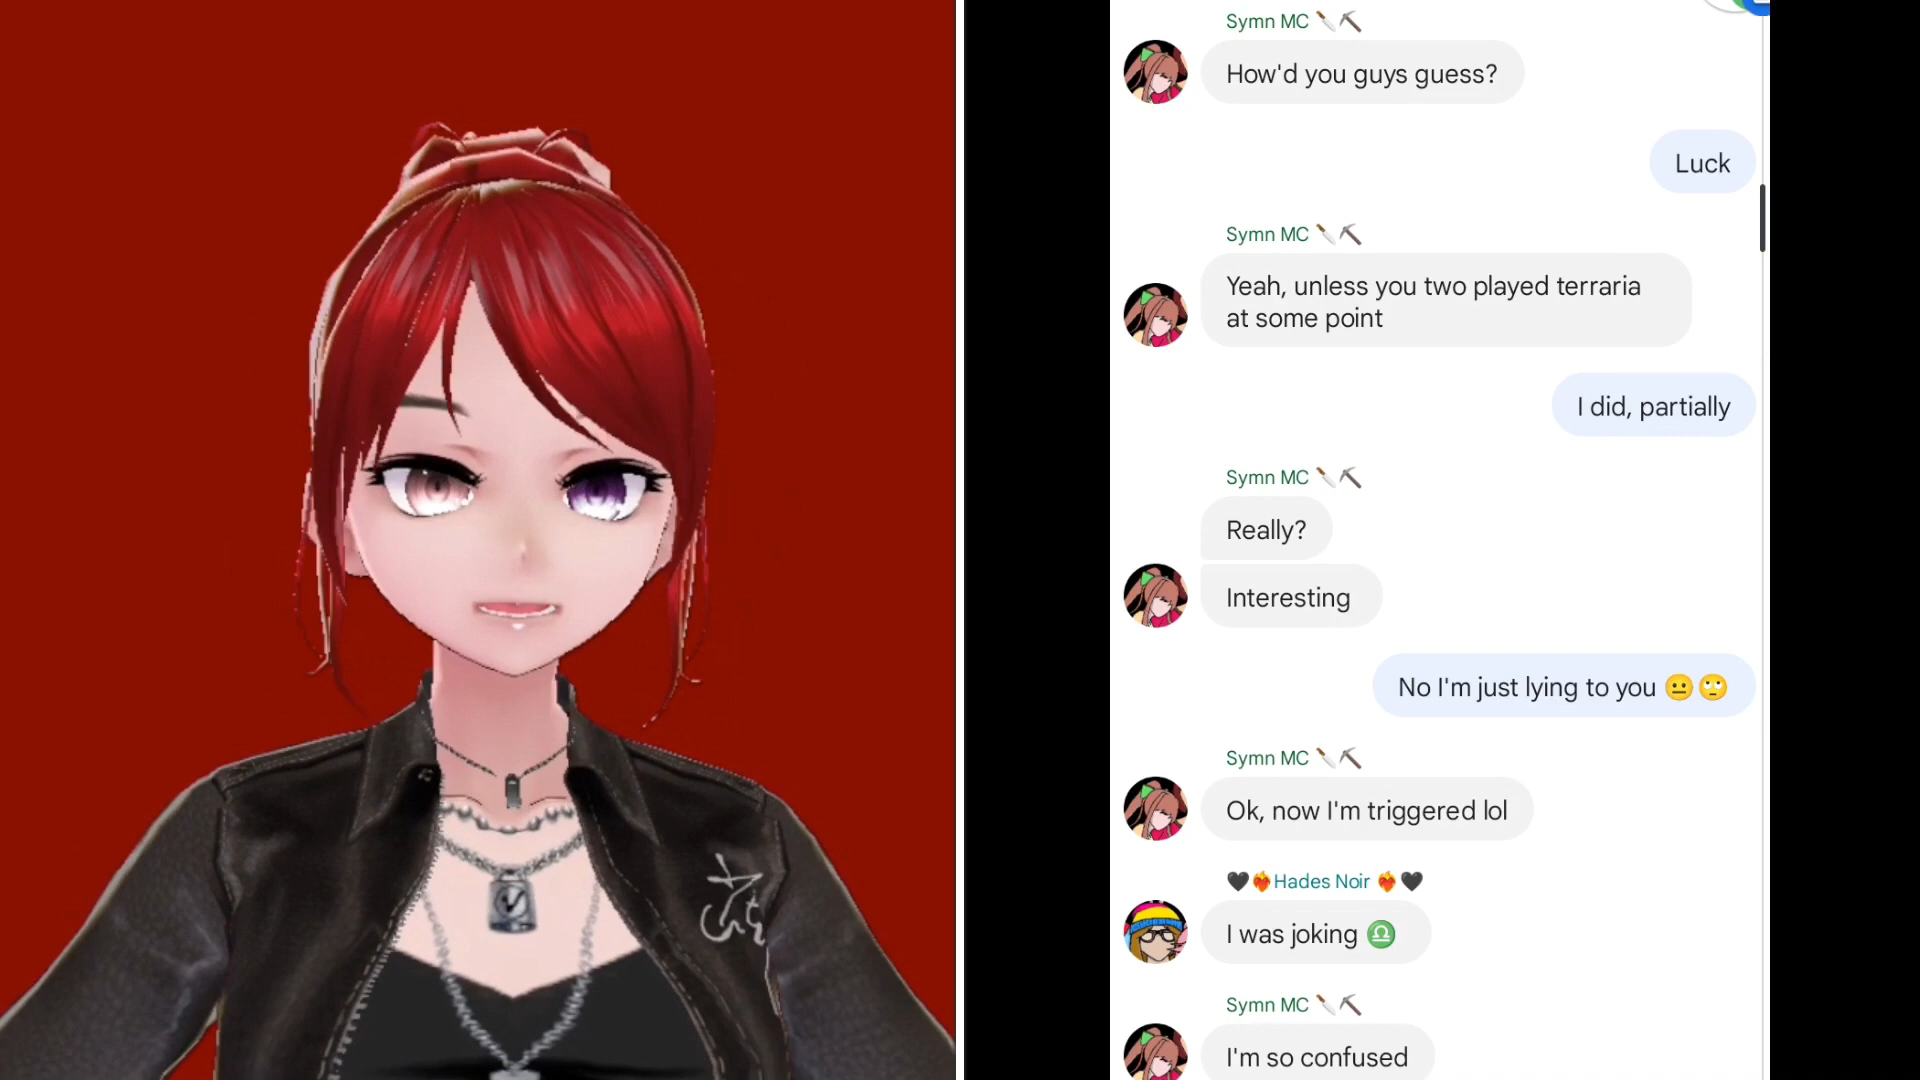 Symn MC 🔪⛏️
How'd you guys guess?
Luck
Symn MC 🔪⛏️
Yeah, unless you two played terraria
at some point
I did, partially
Symn MC 🔪⛏️
Really?
Interesting
No I'm just lying to you 😐🙄
Symn MC 🔪⛏️
Ok, now I'm triggered lol
🖤❤️‍🔥Hades Noir ❤️‍🔥🖤
I was joking ♎
Symn MC 🔪⛏️
I'm so confused